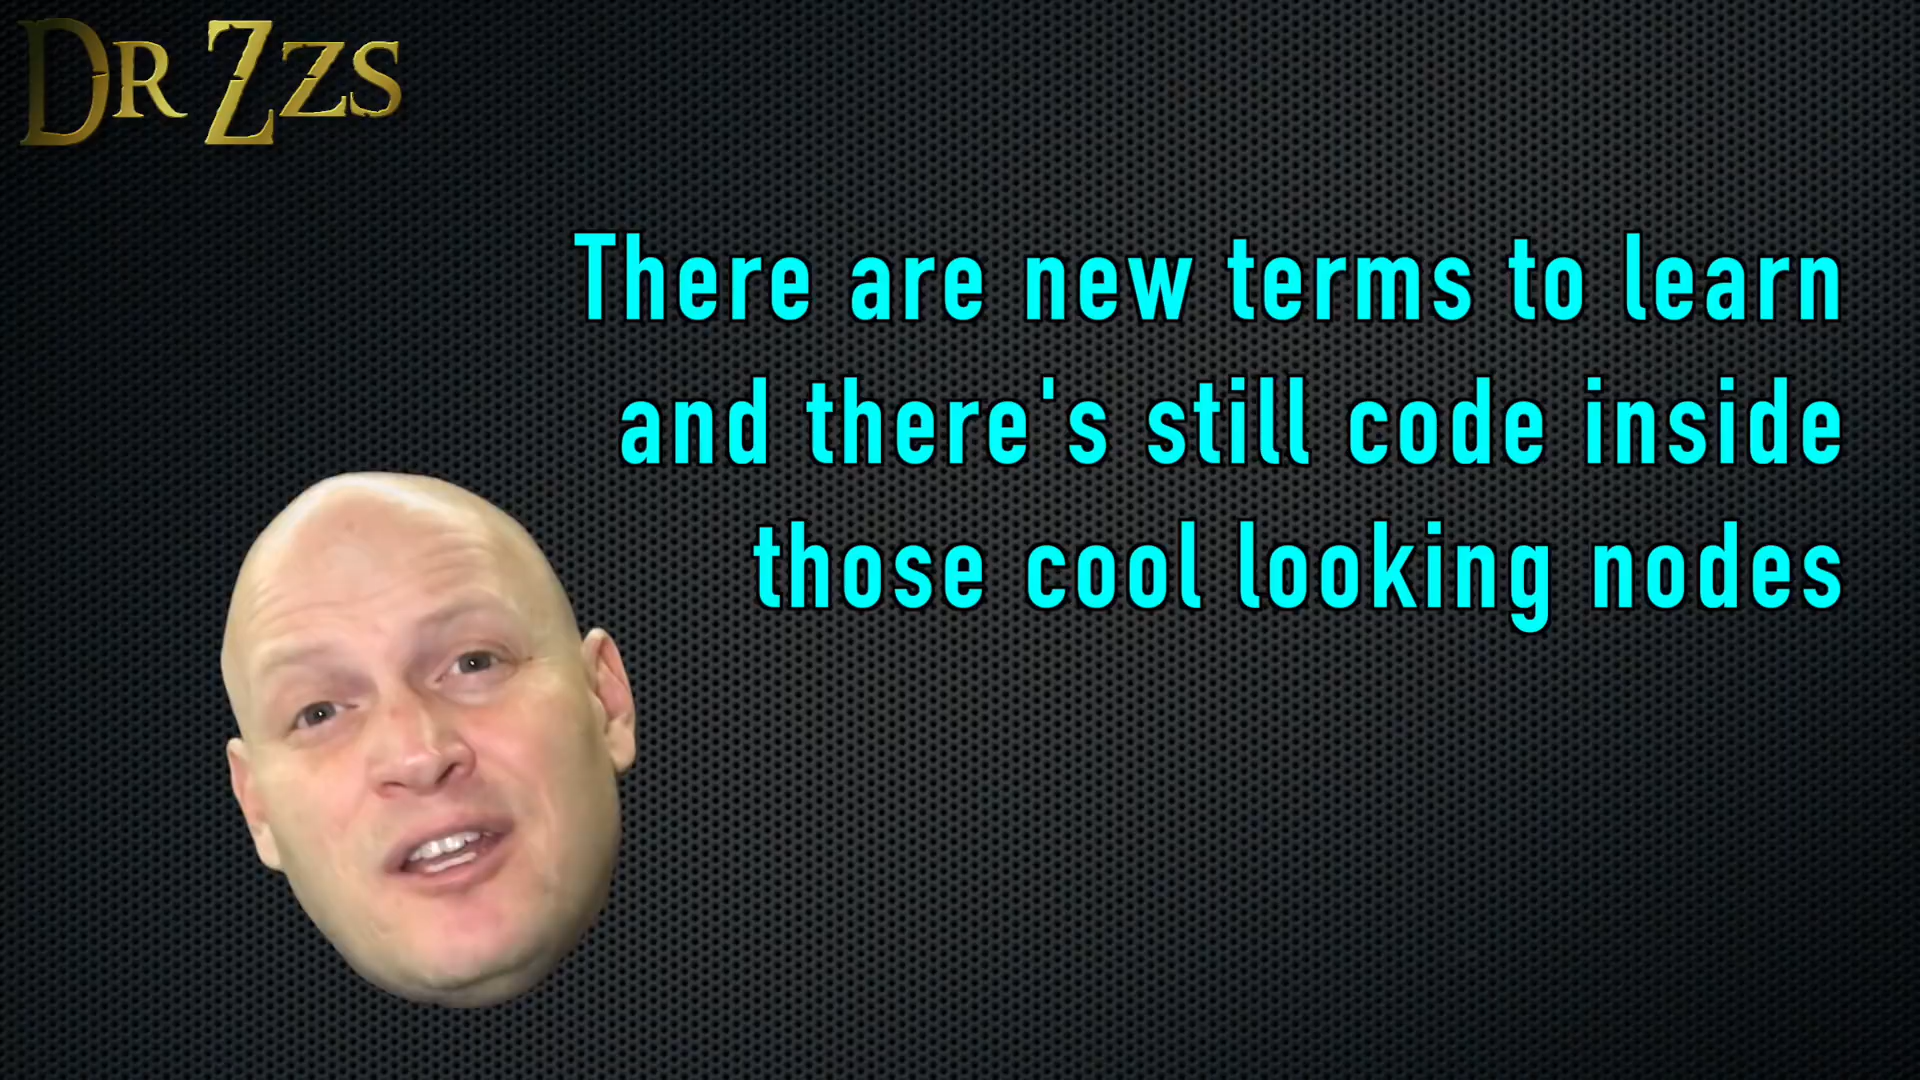 DR ZZS
There are new terms to learn
and there's still code inside
those cool looking nodes